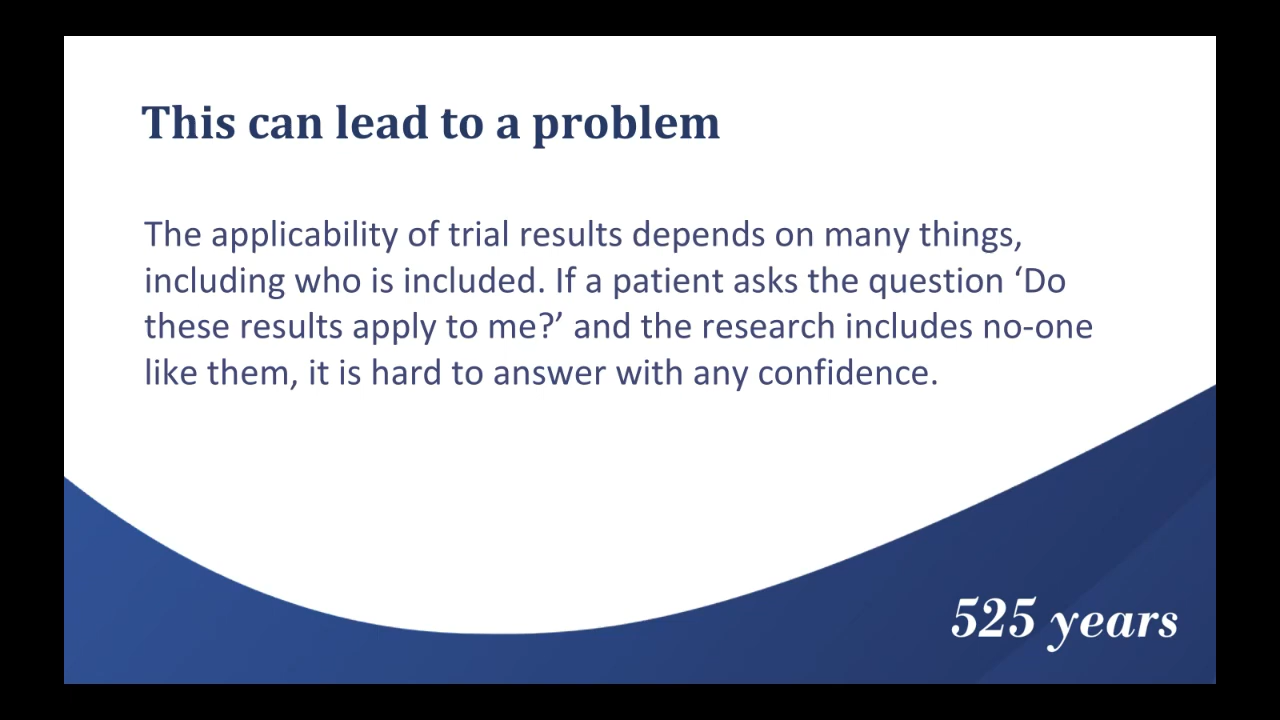 This can lead to a problem
The applicability of trial results depends on many things,
including who is included. If a patient asks the question ‘Do
these results apply to me?’ and the research includes no-one
like them, it is hard to answer with any confidence.
525 years